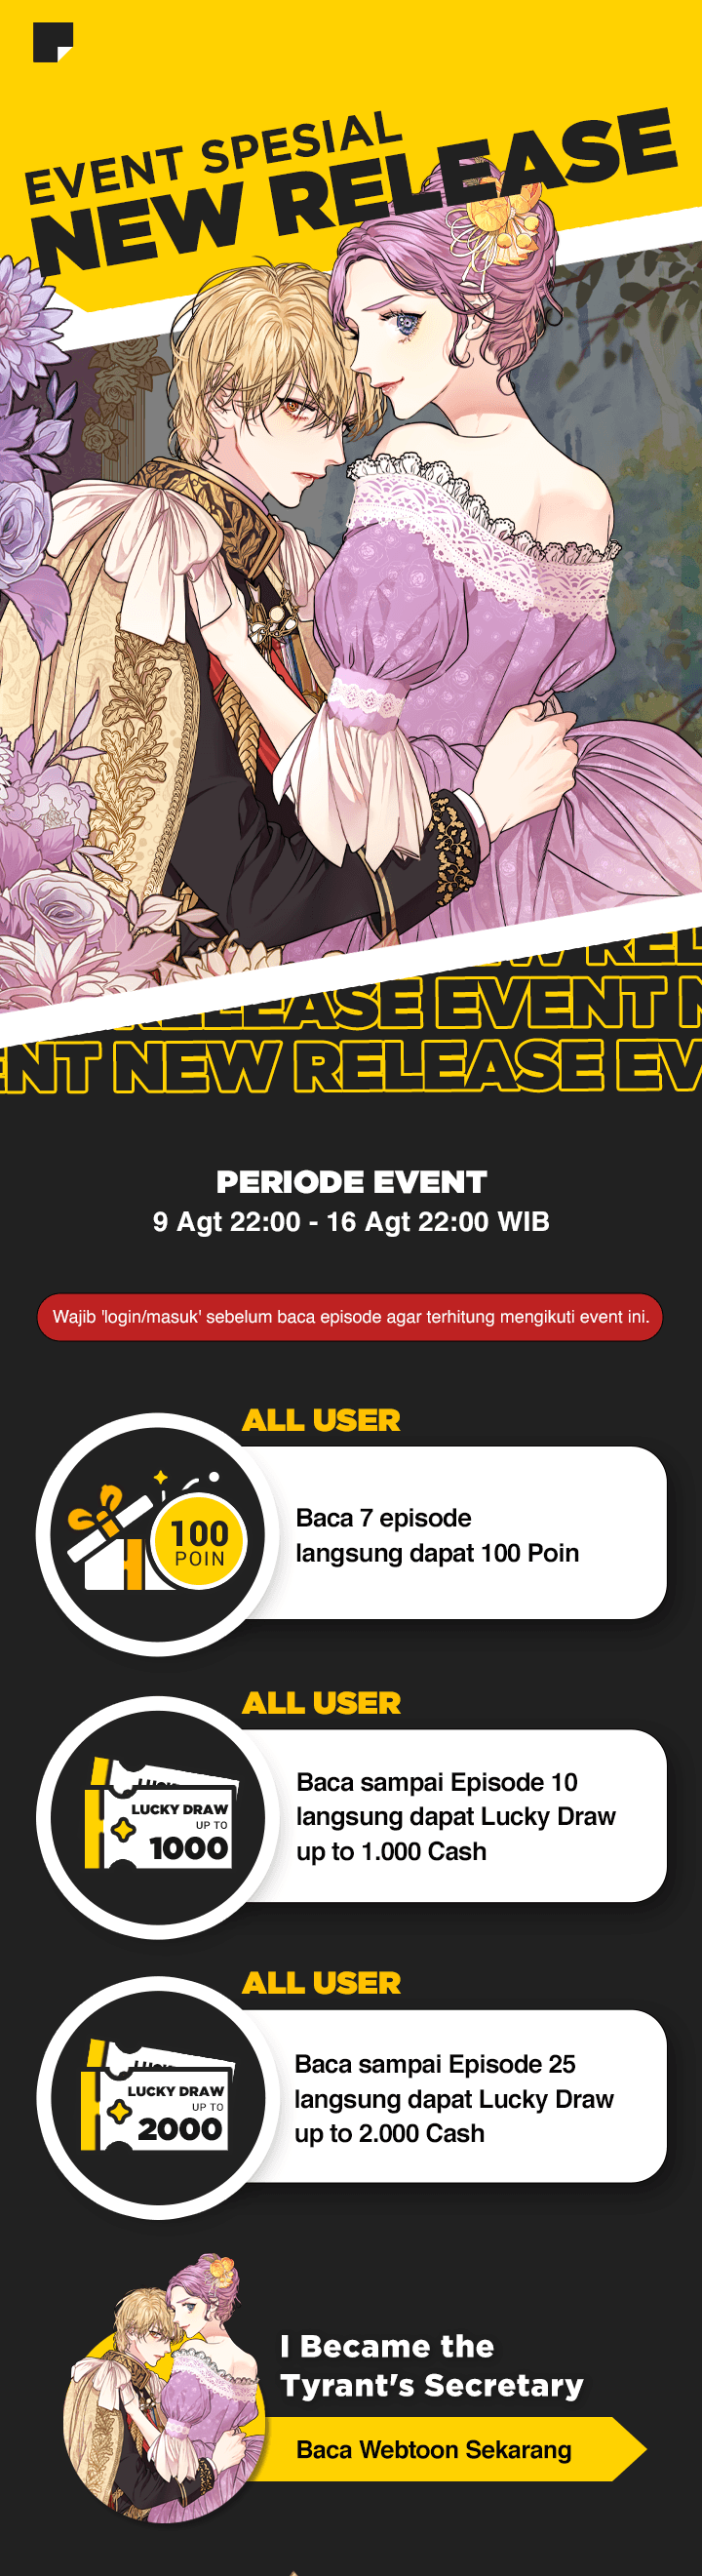 EVENT SPESIAL
NEW RELEASE
NEW REL
RELEASE EVENT N
ENT NEW RELEASE EV
PERIODE EVENT
9 Agt 22:00 - 16 Agt 22:00 WIB
Wajib 'login/masuk' sebelum baca episode agar terhitung mengikuti event ini.
ALL USER
100
POIN
Baca 7 episode
langsung dapat 100 Poin
ALL USER
LUCKY DRAW
UP TO
1000
Baca sampai Episode 10
langsung dapat Lucky Draw
up to 1.000 Cash
ALL USER
LUCKY DRAW
UP TO
2000
Baca sampai Episode 25
langsung dapat Lucky Draw
up to 2.000 Cash
I Became the
Tyrant's Secretary
Baca Webtoon Sekarang